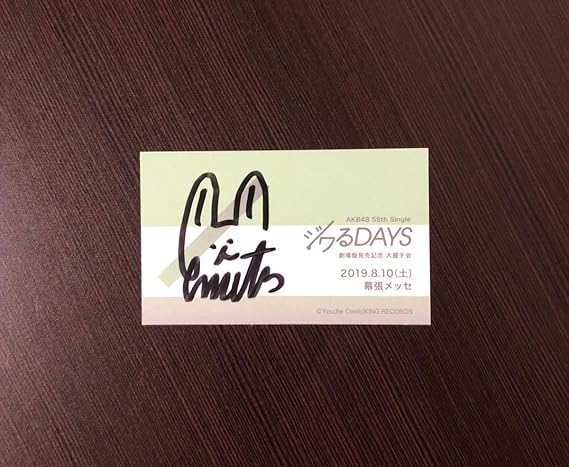 AKB48 55th Single
ジワるDAYS
劇場盤発売記念 大握手会
2019.8.10(土)
幕張メッセ
©You,Be Cool!/KING RECORDS